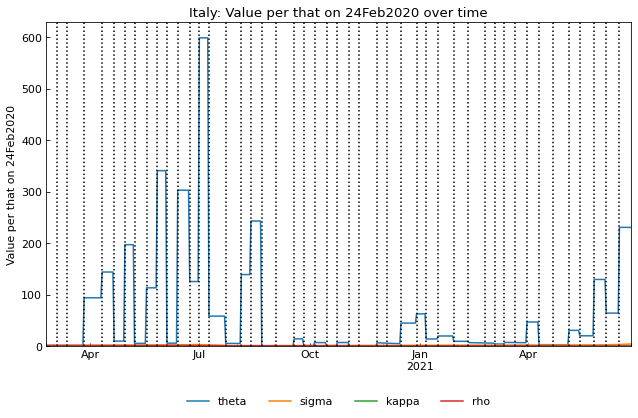 Italy: Value per that on 24Feb2020 over time
Value per that on 24Feb2020
600
500
400
300
200
100
0
Apr Jul Oct Jan Apr
2021
theta sigma kappa rho